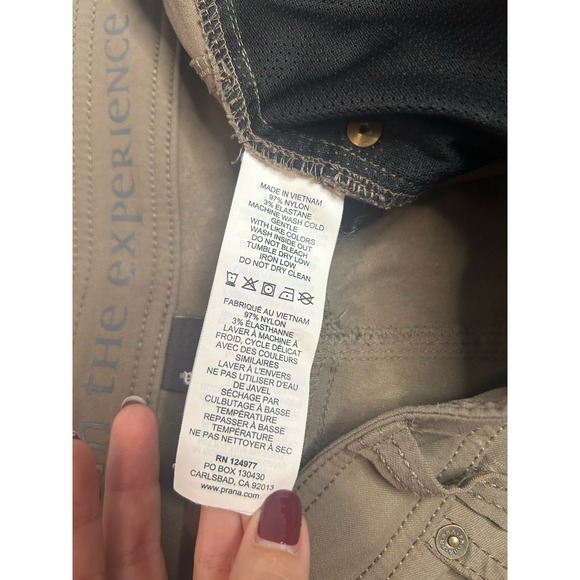 the experience
MADE IN VIETNAM
97% NYLON
3% ELASTANE
MACHINE WASH COLD
GENTLE
WITH LIKE COLORS
WASH INSIDE OUT
DO NOT BLEACH
TUMBLE DRY LOW
IRON LOW
DO NOT DRY CLEAN
FABRIQUÉ AU VIETNAM
97% NYLON
3% ÉLASTHANNE
LAVER À MACHINE À
FROID, CYCLE DÉLICAT
AVEC DES COULEURS
SIMILAIRES
LAVER À L'ENVERS
NE PAS UTILISER D'EAU
DE JAVEL
SÉCHAGE PAR
CULBUTAGE À BASSE
TEMPÉRATURE
REPASSER À BASSE
TEMPÉRATURE
NE PAS NETTOYER À SEC
RN 124977
PO BOX 130430
CARLSBAD, CA 92013
www.prana.com